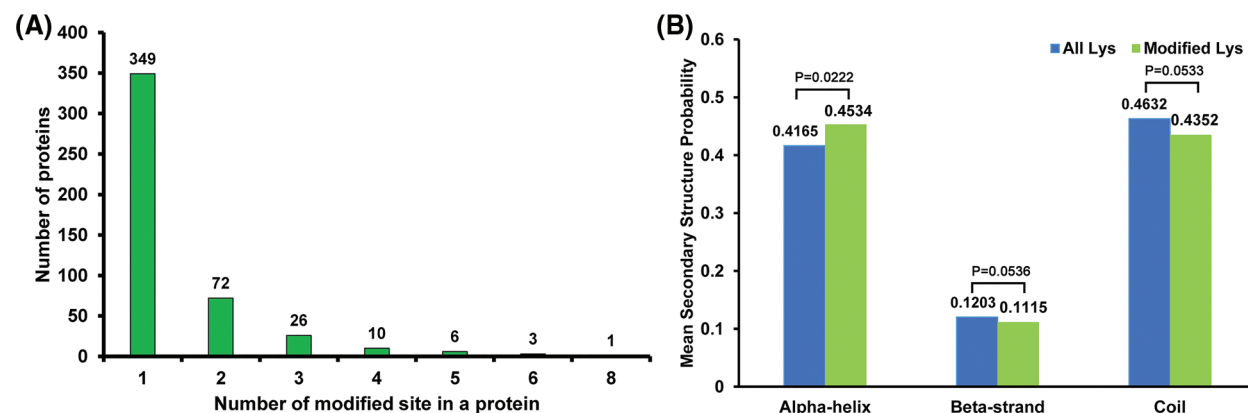 (A)
400
350
300
250
200
150
100
50
0
Number of proteins
349
72
26
10
6
3
1
1 2 3 4 5 6 8
Number of modified site in a protein
(B)
0.6
0.5
0.4
0.3
0.2
0.1
0
Mean Secondary Structure Probability
All Lys Modified Lys
P=0.0222
0.4165
0.4534
P=0.0536
0.1203
0.1115
P=0.0533
0.4632
0.4352
Alpha-helix Beta-strand Coil